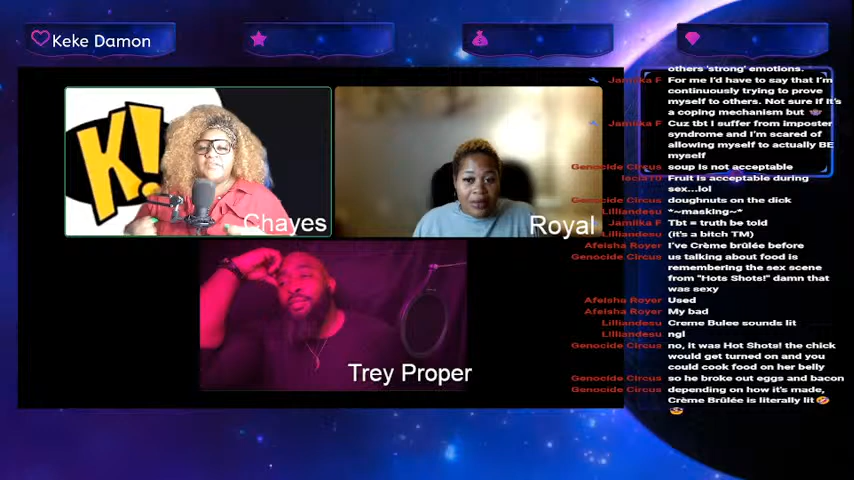 Keke Damon
K!
Chayes
Royal
Trey Proper
others 'strong' emotions.
Jamiika F For me I'd have to say that I'm
continuously trying to prove
myself to others. Not sure if it's
a coping mechanism but
Jamiika F Cuz tbt I suffer from imposter
syndrome and I'm scared of
allowing myself to actually BE
myself
Genocide Circus soup is not acceptable
Fruit is acceptable during
sex...lol
Genocide Circus doughnuts on the dick
Lilliandesu *~masking~*
Jamiika F Tbt = truth be told
Lilliandesu (it's a bitch TM)
Afeisha Royer I've Crème brûlée before
Genocide Circus us talking about food is
remembering the sex scene
from "Hots Shots!" damn that
was sexy
Afeisha Royer Used
Afeisha Royer My bad
Lilliandesu Creme Bulee sounds lit
Lilliandesu ngl
Genocide Circus no, it was Hot Shots! the chick
would get turned on and you
could cook food on her belly
Genocide Circus so he broke out eggs and bacon
Genocide Circus depending on how it's made,
Crème Brûlée is literally lit🤣